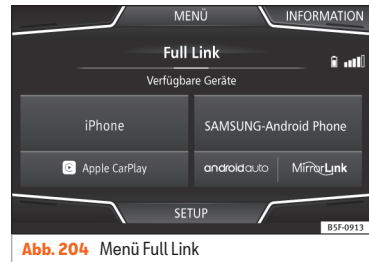 MENÜ
INFORMATION
Full Link
Verfügbare Geräte
iPhone
SAMSUNG-Android Phone
Apple CarPlay
androidauto
MirrorLink
SETUP
B5F-0913
Abb. 204 Menü Full Link